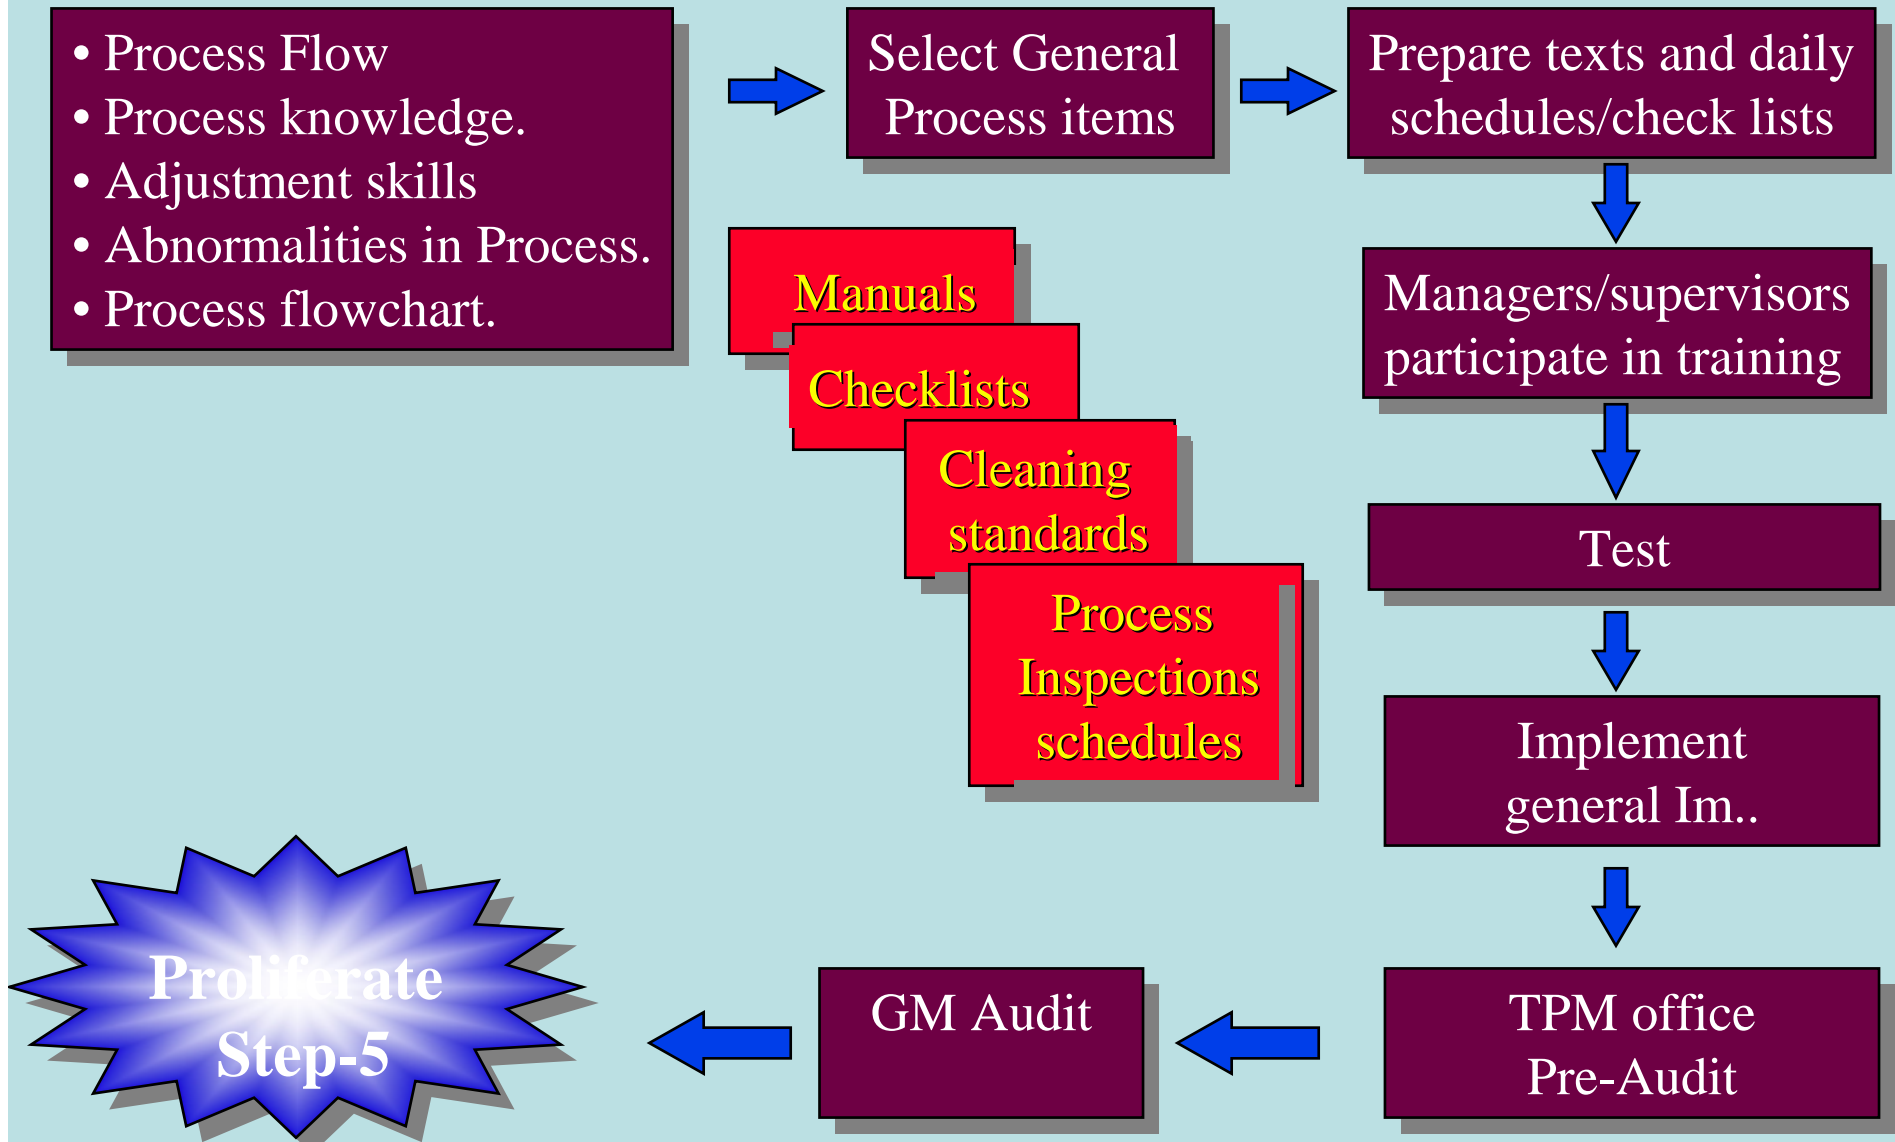 • Process Flow
• Process knowledge.
• Adjustment skills
• Abnormalities in Process.
• Process flowchart.
Select General
Process items
Prepare texts and daily
schedules/check lists
Managers/supervisors
participate in training
Manuals
Checklists
Cleaning
standards
Process
Inspections
schedules
Test
Implement
general Im..
TPM office
Pre-Audit
GM Audit
Proliferate
Step-5